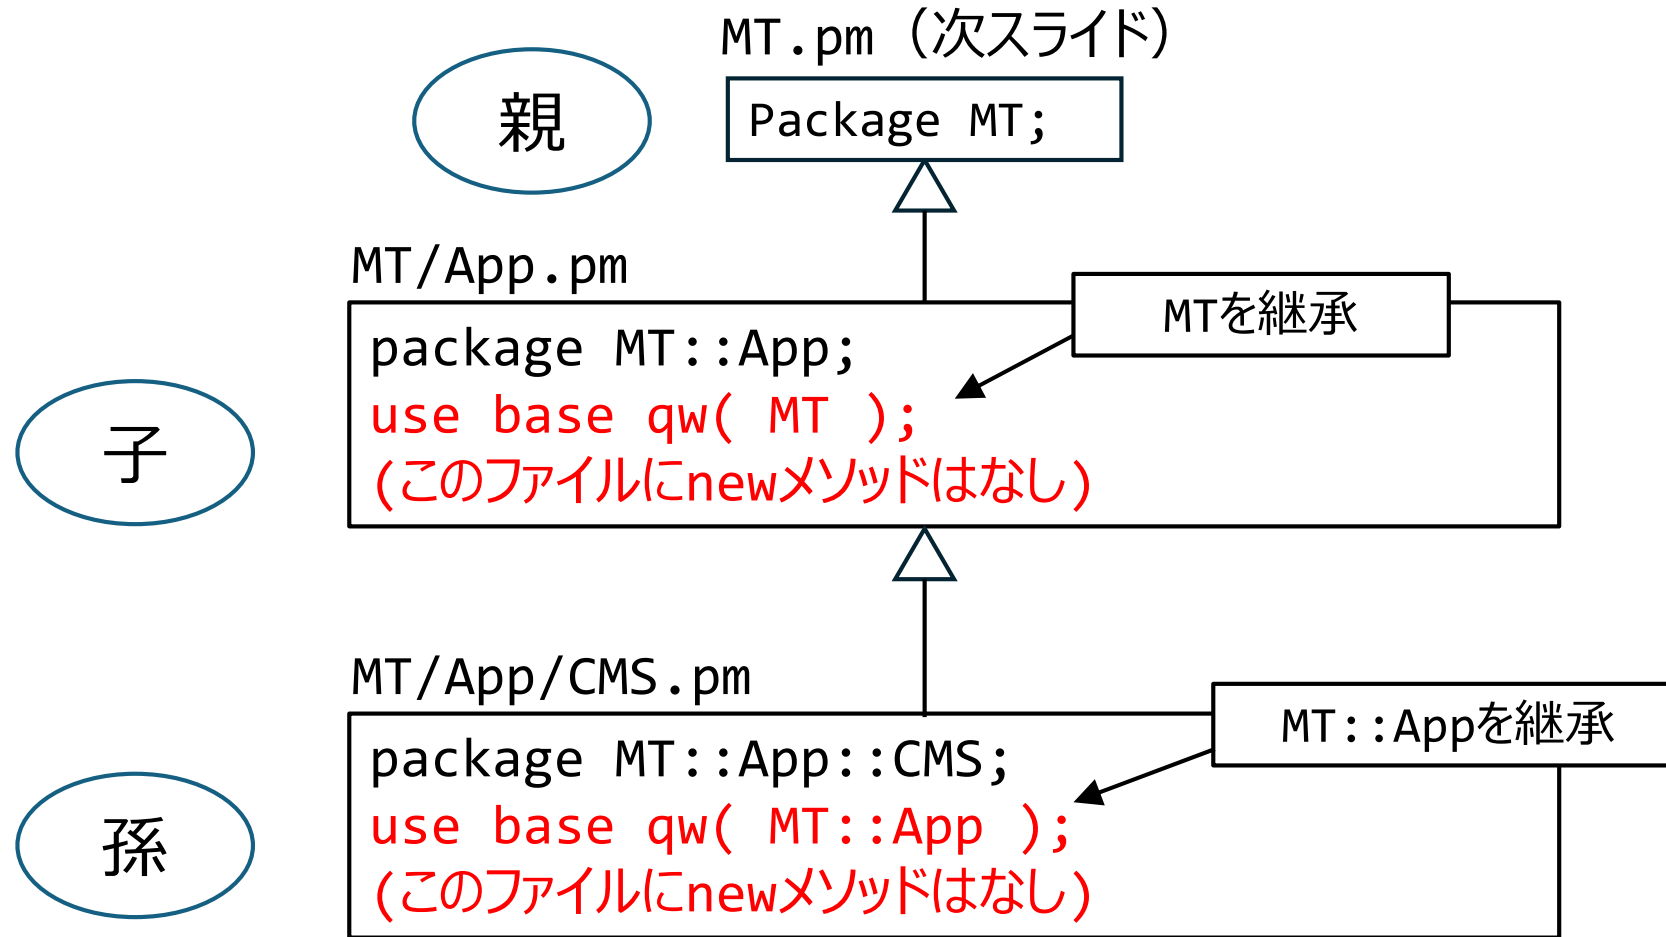 MT.pm（次スライド）
親
Package MT;
MT/App.pm
MTを継承
package MT::App;
子
use base qw( MT );
(このファイルにnewメソッドはなし)
MT/App/CMS.pm
MT::Appを継承
package MT::App::CMS;
孫
use base qw( MT::App );
(このファイルにnewメソッドはなし)